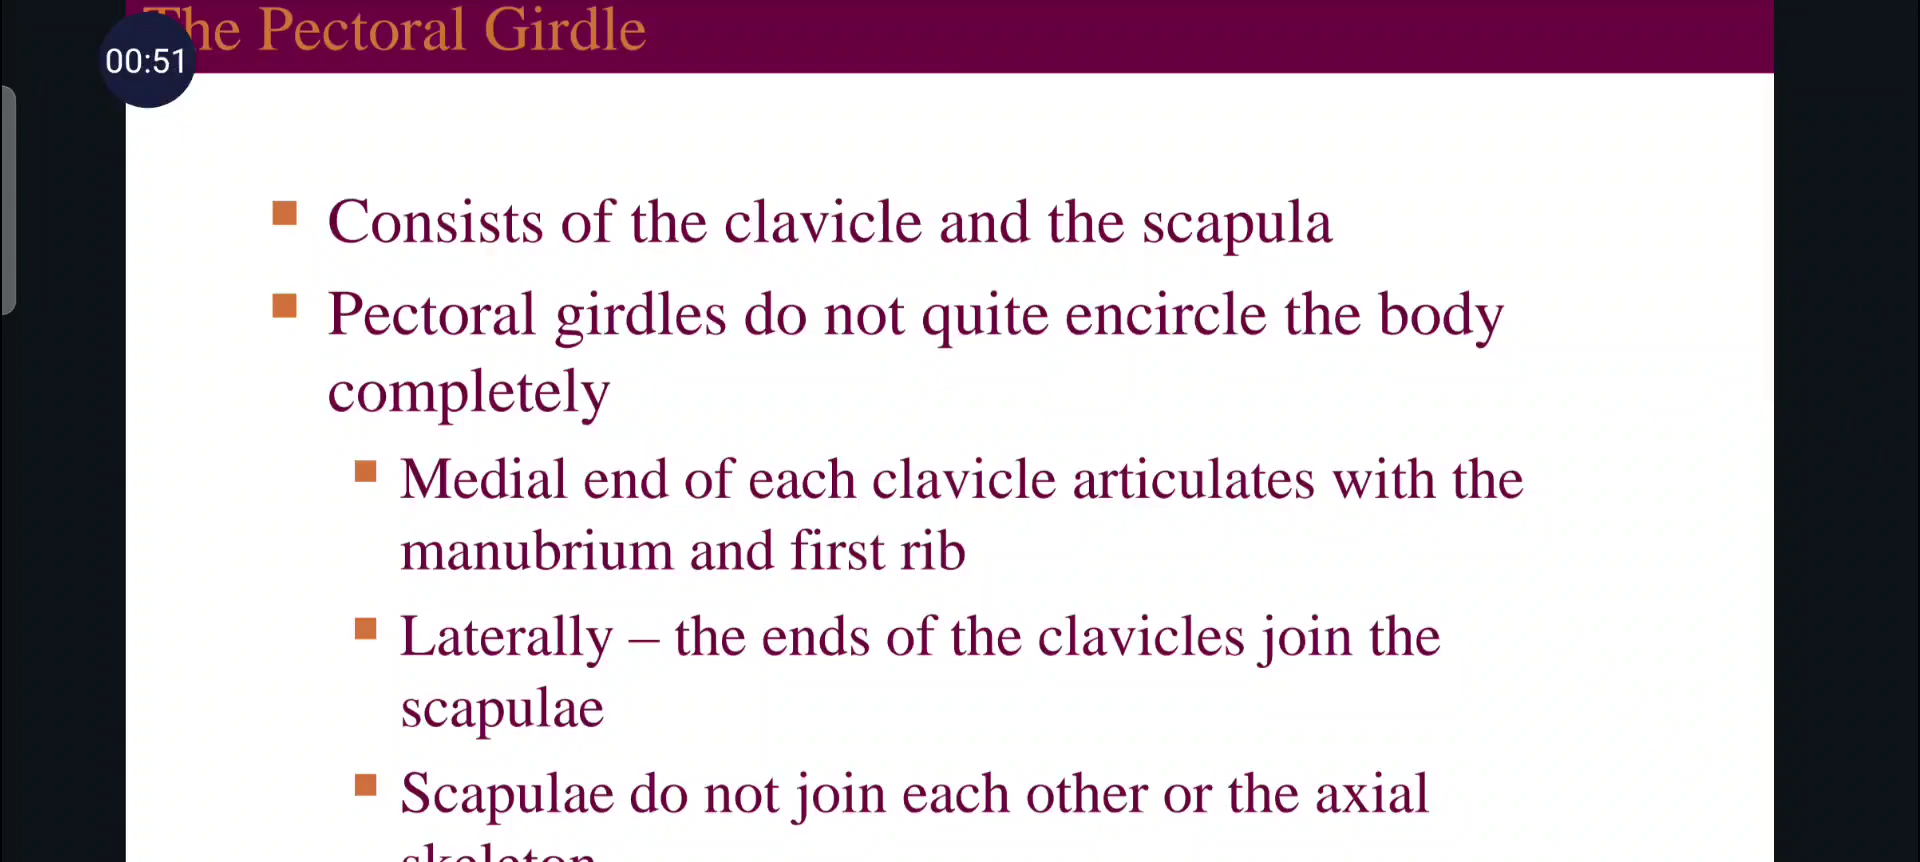 The Pectoral Girdle
00:51
Consists of the clavicle and the scapula
Pectoral girdles do not quite encircle the body
completely
Medial end of each clavicle articulates with the
manubrium and first rib
Laterally – the ends of the clavicles join the
scapulae
Scapulae do not join each other or the axial
skeleton